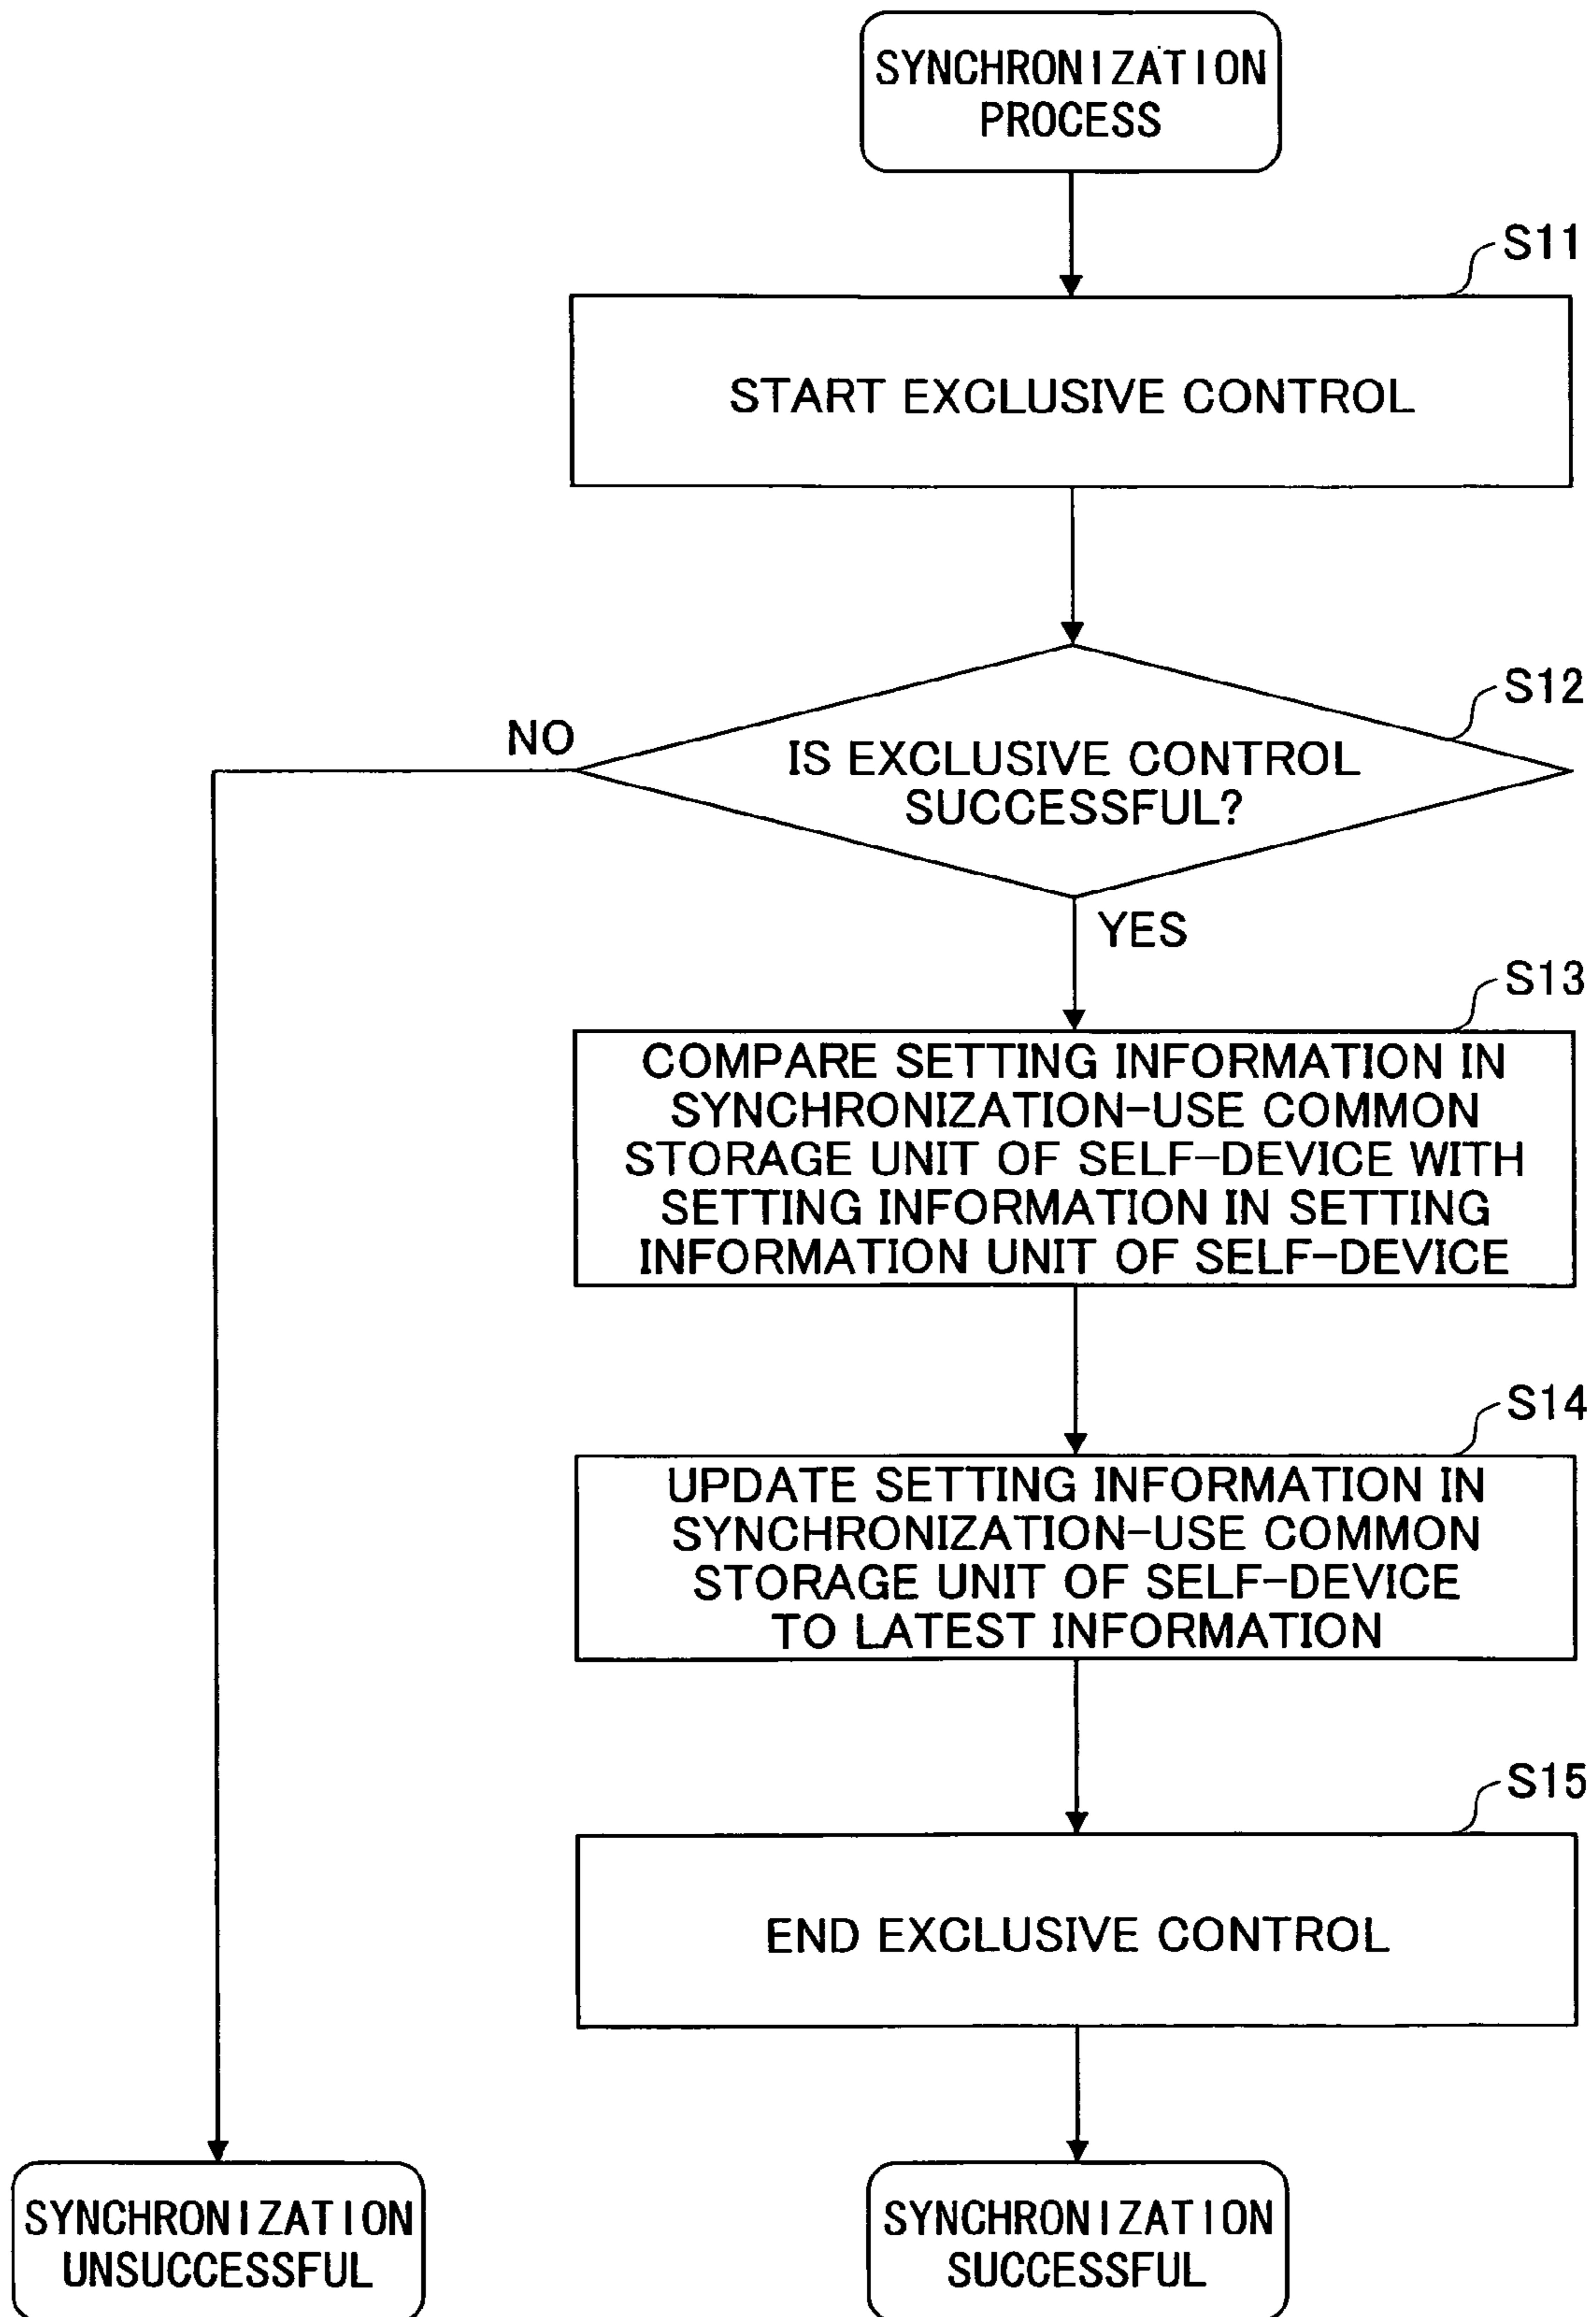 SYNCHRONIZATION
PROCESS
S11
START EXCLUSIVE CONTROL
S12
NO
IS EXCLUSIVE CONTROL
SUCCESSFUL?
YES
S13
COMPARE SETTING INFORMATION IN
SYNCHRONIZATION-USE COMMON
STORAGE UNIT OF SELF-DEVICE WITH
SETTING INFORMATION IN SETTING
INFORMATION UNIT OF SELF-DEVICE
S14
UPDATE SETTING INFORMATION IN
SYNCHRONIZATION-USE COMMON
STORAGE UNIT OF SELF-DEVICE
TO LATEST INFORMATION
S15
END EXCLUSIVE CONTROL
SYNCHRONIZATION
UNSUCCESSFUL
SYNCHRONIZATION
SUCCESSFUL